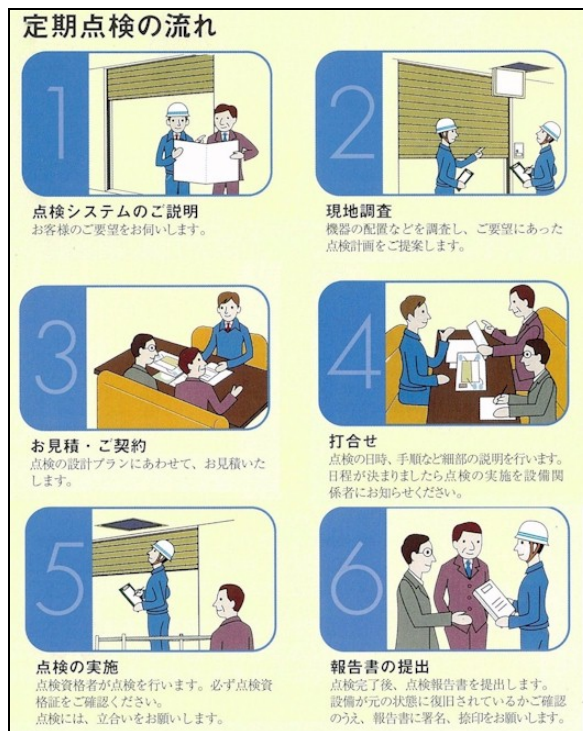 定期点検の流れ
1
点検システムのご説明
お客様のご要望をお伺いします。
2
現地調査
機器の配置などを調査し、ご要望にあった
点検計画をご提案します。
3
お見積・ご契約
点検の設計プランにあわせて、お見積いた
します。
4
打合せ
点検の日時、手順など細部の説明を行います。
日程が決まりましたら点検の実施を設備関
係者にお知らせください。
5
点検の実施
点検資格者が点検を行います。必ず点検資
格証をご確認ください。
点検には、立合いをお願いします。
6
報告書の提出
点検完了後、点検報告書を提出します。
設備が元の状態に復旧されているかご確認
のうえ、報告書に署名、捺印をお願いします。